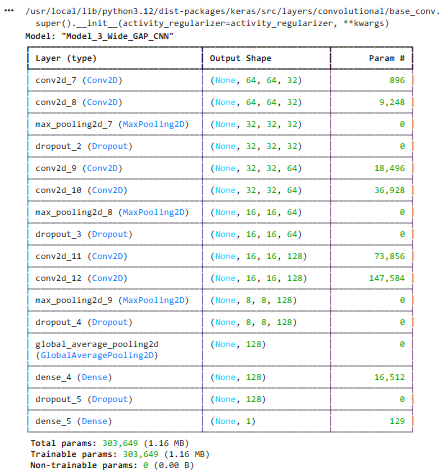 /usr/local/lib/python3.12/dist-packages/keras/src/layers/convolutional/base_conv.
super().__init__(activity_regularizer=activity_regularizer, **kwargs)
Model: "Model_3_Wide_GAP_CNN"
Layer (type) Output Shape Param #
conv2d_7 (Conv2D) (None, 64, 64, 32) 896
conv2d_8 (Conv2D) (None, 64, 64, 32) 9,248
max_pooling2d_7 (MaxPooling2D) (None, 32, 32, 32) 0
dropout_2 (Dropout) (None, 32, 32, 32) 0
conv2d_9 (Conv2D) (None, 32, 32, 64) 18,496
conv2d_10 (Conv2D) (None, 32, 32, 64) 36,928
max_pooling2d_8 (MaxPooling2D) (None, 16, 16, 64) 0
dropout_3 (Dropout) (None, 16, 16, 64) 0
conv2d_11 (Conv2D) (None, 16, 16, 128) 73,856
conv2d_12 (Conv2D) (None, 16, 16, 128) 147,584
max_pooling2d_9 (MaxPooling2D) (None, 8, 8, 128) 0
dropout_4 (Dropout) (None, 8, 8, 128) 0
global_average_pooling2d (None, 128) 0
(GlobalAveragePooling2D)
dense_4 (Dense) (None, 128) 16,512
dropout_5 (Dropout) (None, 128) 0
dense_5 (Dense) (None, 1) 129
Total params: 303,649 (1.16 MB)
Trainable params: 303,649 (1.16 MB)
Non-trainable params: 0 (0.00 B)